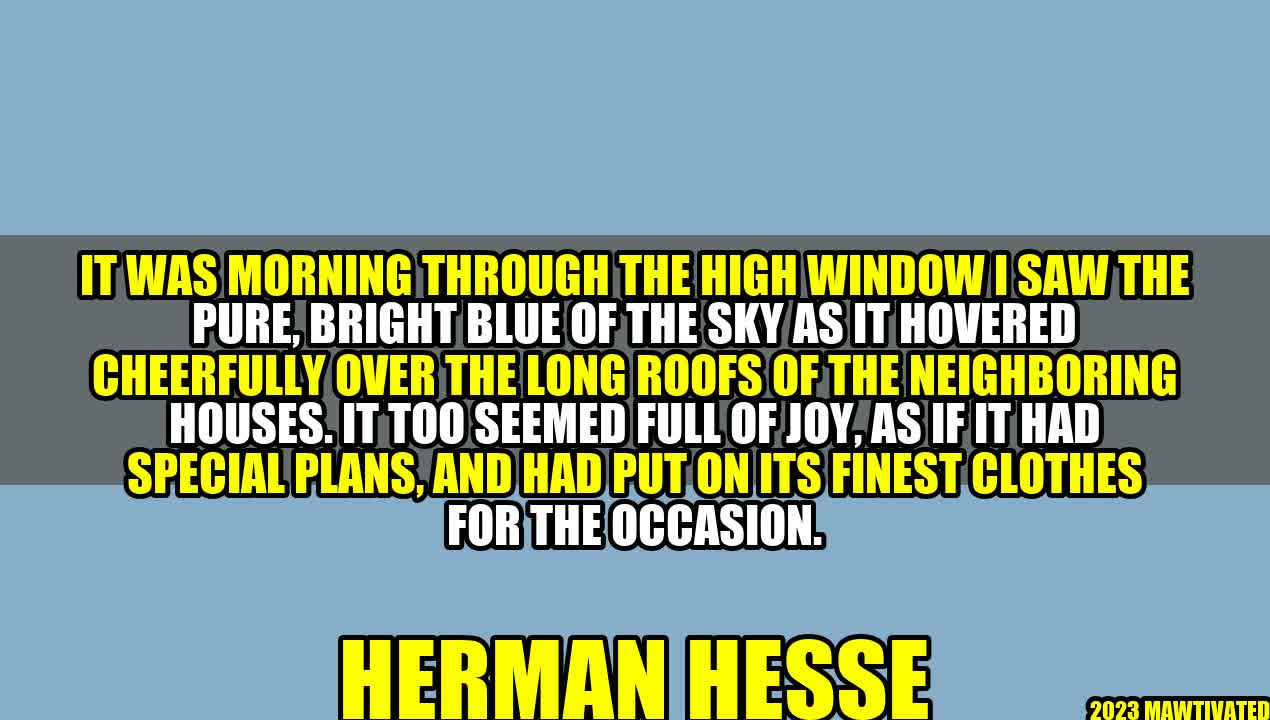 IT WAS MORNING THROUGH THE HIGH WINDOW I SAW THE
PURE, BRIGHT BLUE OF THE SKY AS IT HOVERED
CHEERFULLY OVER THE LONG ROOFS OF THE NEIGHBORING
HOUSES. IT TOO SEEMED FULL OF JOY, AS IF IT HAD
SPECIAL PLANS, AND HAD PUT ON ITS FINEST CLOTHES
FOR THE OCCASION.
HERMAN HESSE
2023 MAWTIVATED